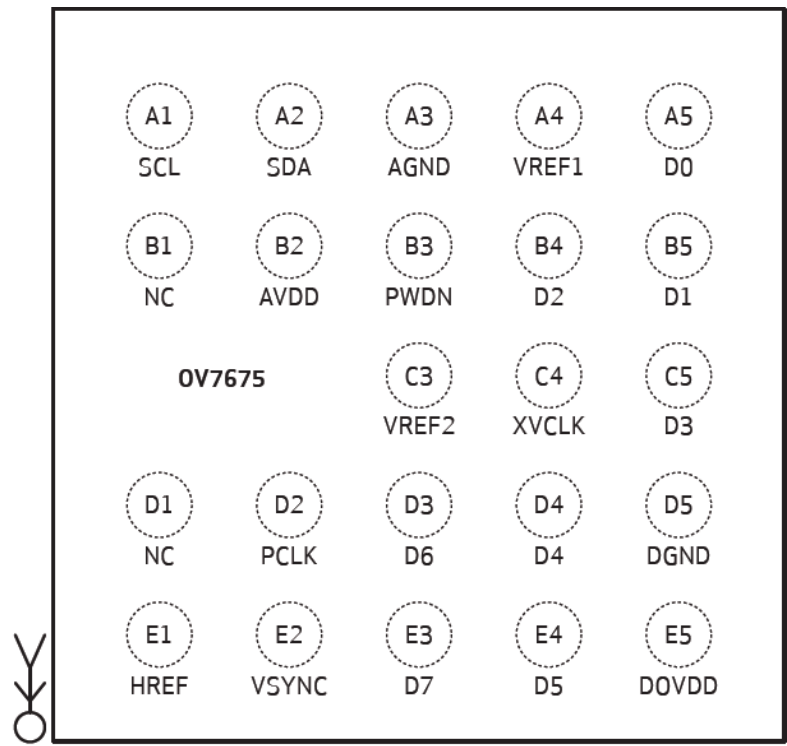 A1 A2 A3 A4 A5
SCL SDA AGND VREF1 D0
B1 B2 B3 B4 B5
NC AVDD PWDN D2 D1
C3 C4 C5
OV7675
VREF2 XVCLK D3
D1 D2 D3 D4 D5
NC PCLK D6 D4 DGND
E1 E2 E3 E4 E5
HREF VSYNC D7 D5 DOVDD